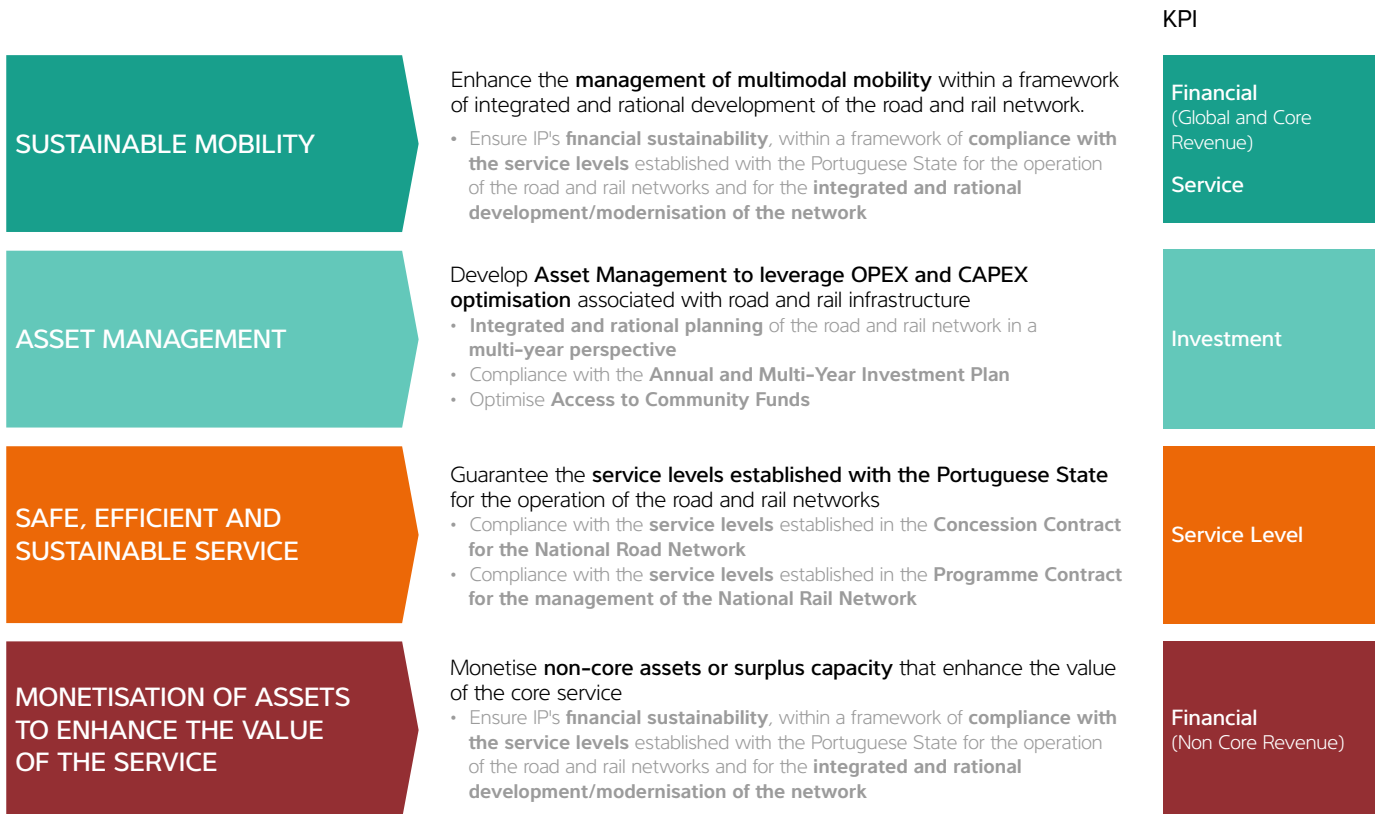 KPI
SUSTAINABLE MOBILITY
Enhance the management of multimodal mobility within a framework
of integrated and rational development of the road and rail network.
• Ensure IP's financial sustainability, within a framework of compliance with
the service levels established with the Portuguese State for the operation
of the road and rail networks and for the integrated and rational
development/modernisation of the network
Financial
(Global and Core
Revenue)
Service
ASSET MANAGEMENT
Develop Asset Management to leverage OPEX and CAPEX
optimisation associated with road and rail infrastructure
• Integrated and rational planning of the road and rail network in a
multi-year perspective
• Compliance with the Annual and Multi-Year Investment Plan
• Optimise Access to Community Funds
Investment
SAFE, EFFICIENT AND
SUSTAINABLE SERVICE
Guarantee the service levels established with the Portuguese State
for the operation of the road and rail networks
• Compliance with the service levels established in the Concession Contract
for the National Road Network
• Compliance with the service levels established in the Programme Contract
for the management of the National Rail Network
Service Level
MONETISATION OF ASSETS
TO ENHANCE THE VALUE
OF THE SERVICE
Monetise non-core assets or surplus capacity that enhance the value
of the core service
• Ensure IP's financial sustainability, within a framework of compliance with
the service levels established with the Portuguese State for the operation
of the road and rail networks and for the integrated and rational
development/modernisation of the network
Financial
(Non Core Revenue)